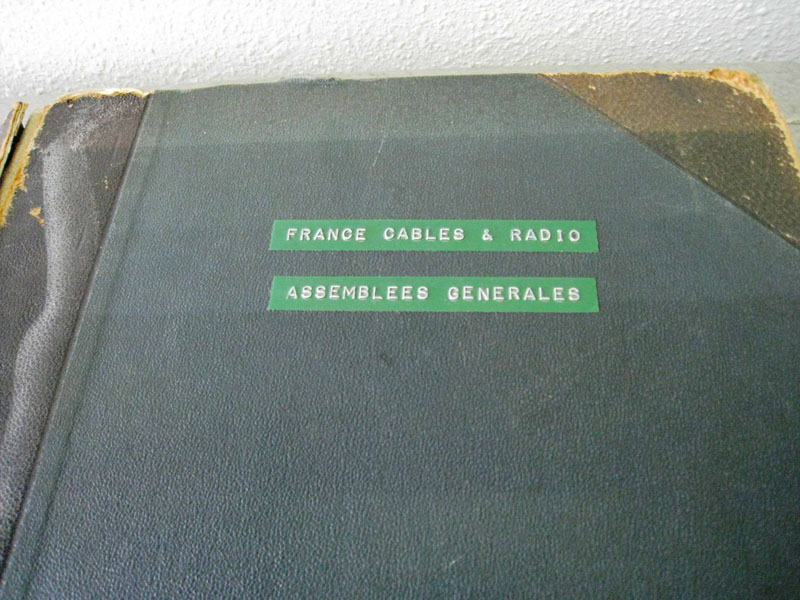 FRANCE CABLES & RADIO
ASSEMBLEES GENERALES